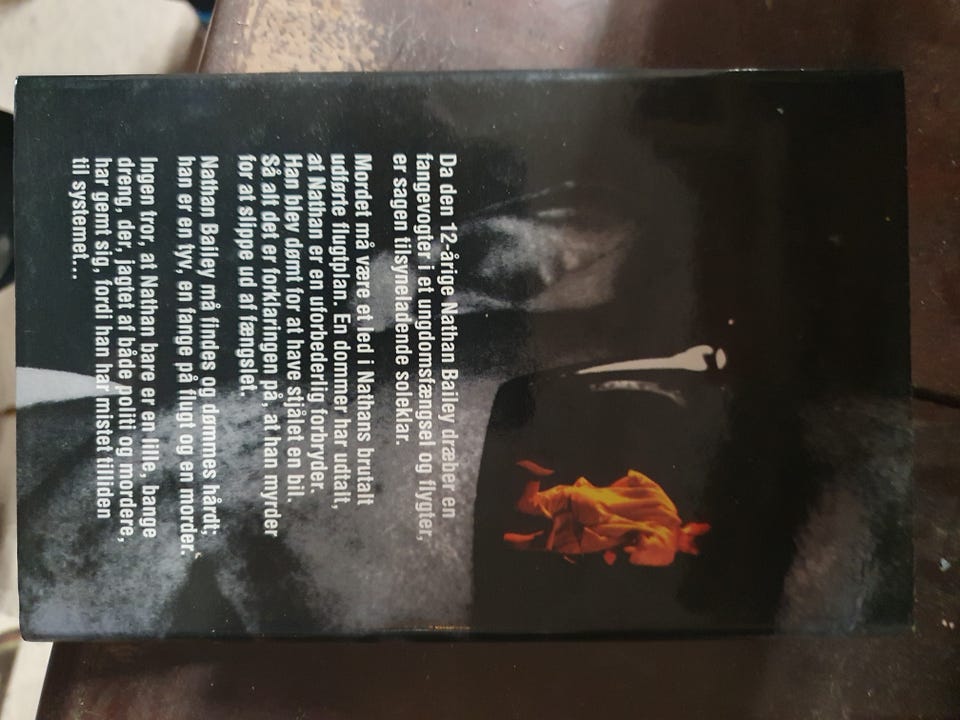 Da den 12-årige Nathan Bailey dræber en
fangevogter i et ungdomsfængsel og flygter,
er sagen tilsyneladende soleklar.
Mordet må være et led i Nathans brutalt
udførte flugtplan. En dommer har udtalt,
at Nathan er en uforbederlig forbryder.
Han blev dømt for at have stjålet en bil.
Så alt det er forklaringen på, at han myrder
for at slippe ud af fængslet.
Nathan Bailey må findes og dømmes hårdt;
han er en tyv, en fange på flugt og en morder.
Ingen tror, at Nathan bare er en lille, bange
dreng, der, jagtet af både politi og mordere,
har gemt sig, fordi han har mistet tilliden
til systemet...